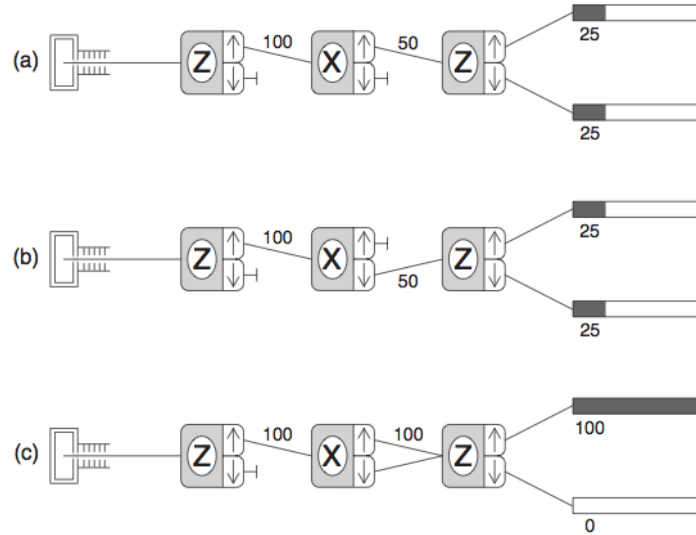 (a) Z ↑ ↓ 100 X ↑ ↓ 50 Z ↑ ↓ 25
25
(b) Z ↑ ↓ 100 X ↑ ↓ 50 Z ↑ ↓ 25
25
(c) Z ↑ ↓ 100 X ↑ ↓ 100 Z ↑ ↓ 100
0